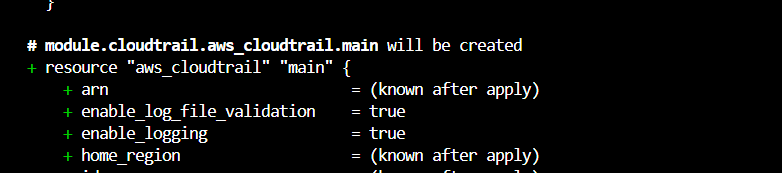 }
# module.cloudtrail.aws_cloudtrail.main will be created
+ resource "aws_cloudtrail" "main" {
+ arn = (known after apply)
+ enable_log_file_validation = true
+ enable_logging = true
+ home_region = (known after apply)